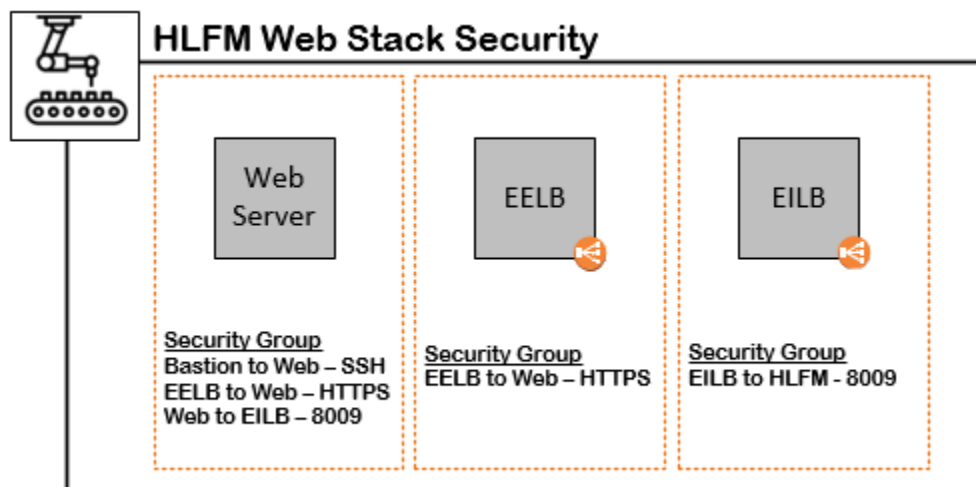 HLFM Web Stack Security
Web
Server
EELB
EILB
Security Group
Bastion to Web – SSH
EELB to Web – HTTPS
Web to EILB – 8009
Security Group
EELB to Web – HTTPS
Security Group
EILB to HLFM - 8009